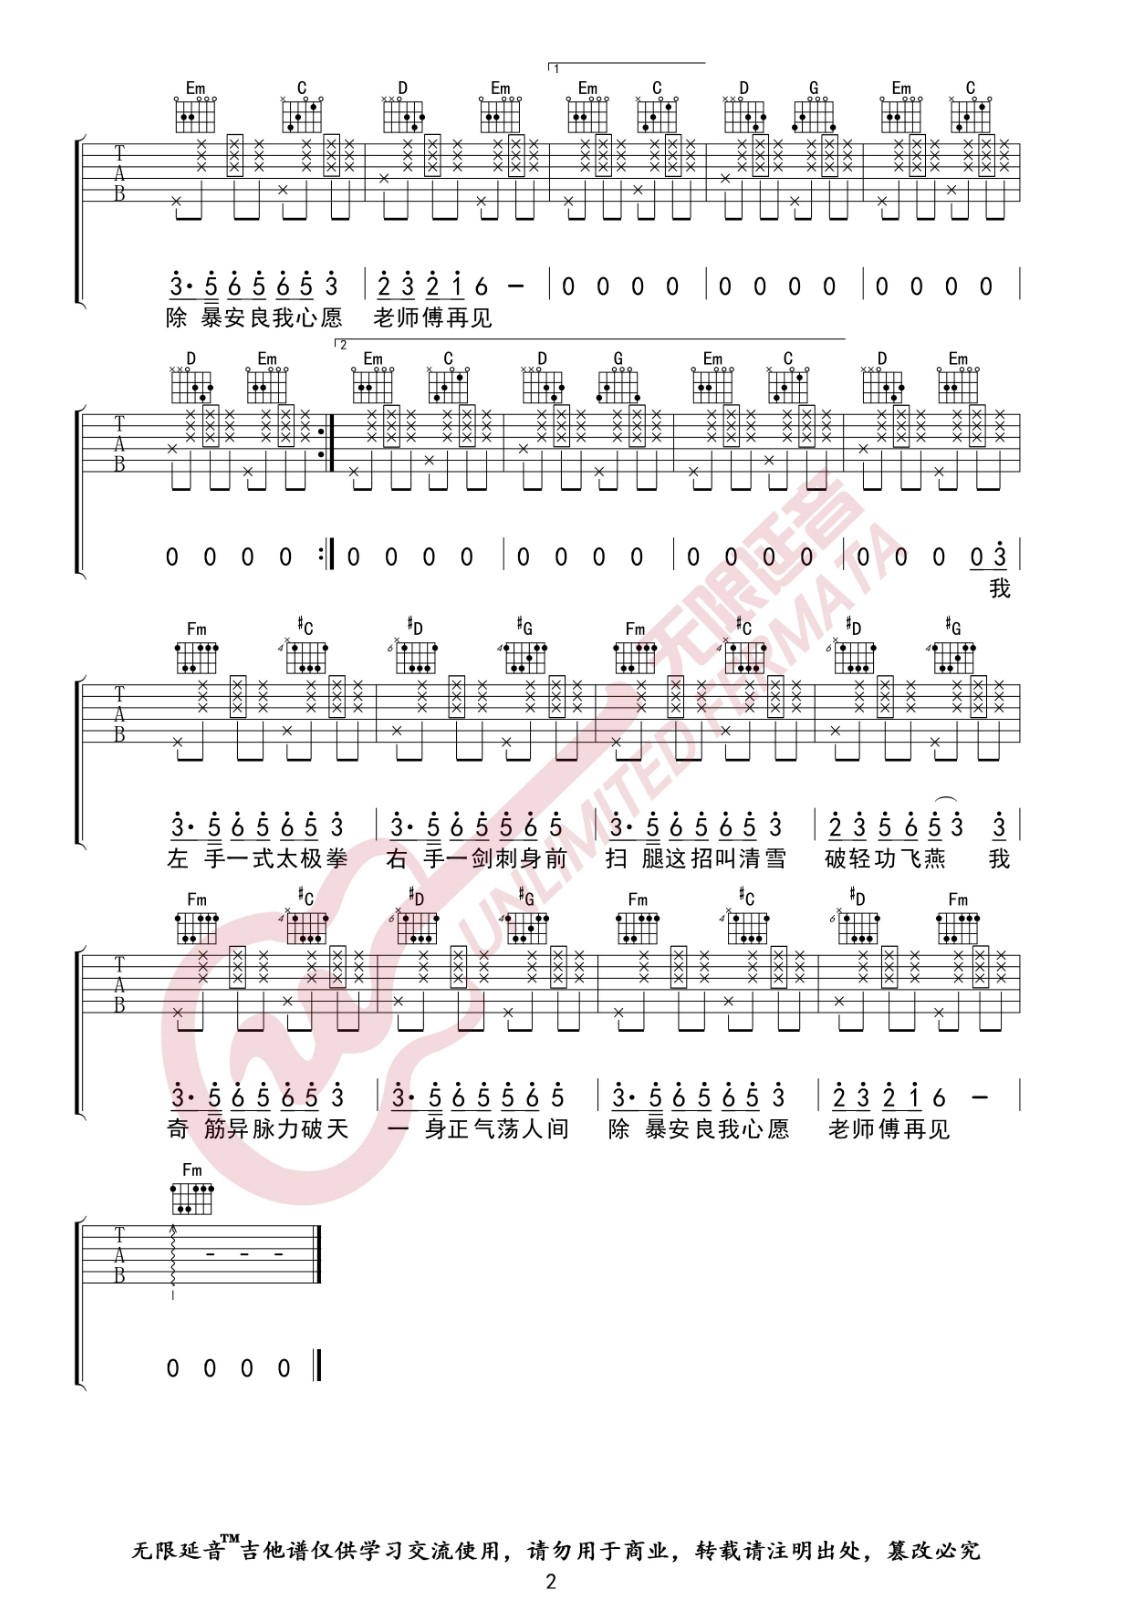 Em C D Em 1 Em C D G Em C
T A B
3· 5 6 5 6 5 3 | 2 3 2 1 6 – | 0 0 0 0 | 0 0 0 0 | 0 0 0 0 |
除 暴安良我心愿 老师傅再见
D Em 2 Em C D G Em C D Em
T A B
0 0 0 0 :| 0 0 0 0 | 0 0 0 0 | 0 0 0 0 | 0 0 0 0 3 |
我
Fm #C #D #G Fm #C #D #G
4 6 4 4 6 4
T A B
3· 5 6 5 6 5 3 | 3· 5 6 5 5 6 5 | 3· 5 6 5 6 5 3 | 2 3 5 6 5 3 3 |
左 手一式太极拳 右 手一剑刺身前 扫 腿这招叫清雪 破轻功飞燕 我
Fm #C #D #G Fm #C #D Fm
4 6 4 4 6
T A B
3· 5 6 5 6 5 3 | 3· 5 6 5 5 6 5 | 3· 5 6 5 6 5 3 | 2 3 2 1 6 – |
奇 筋异脉力破天 一 身正气荡人间 除 暴安良我心愿 老师傅再见
Fm
T A B
– – –
0 0 0 0
无限延音
UNLIMITED FERMATA
无限延音™吉他谱仅供学习交流使用，请勿用于商业，转载请注明出处，篡改必究
2